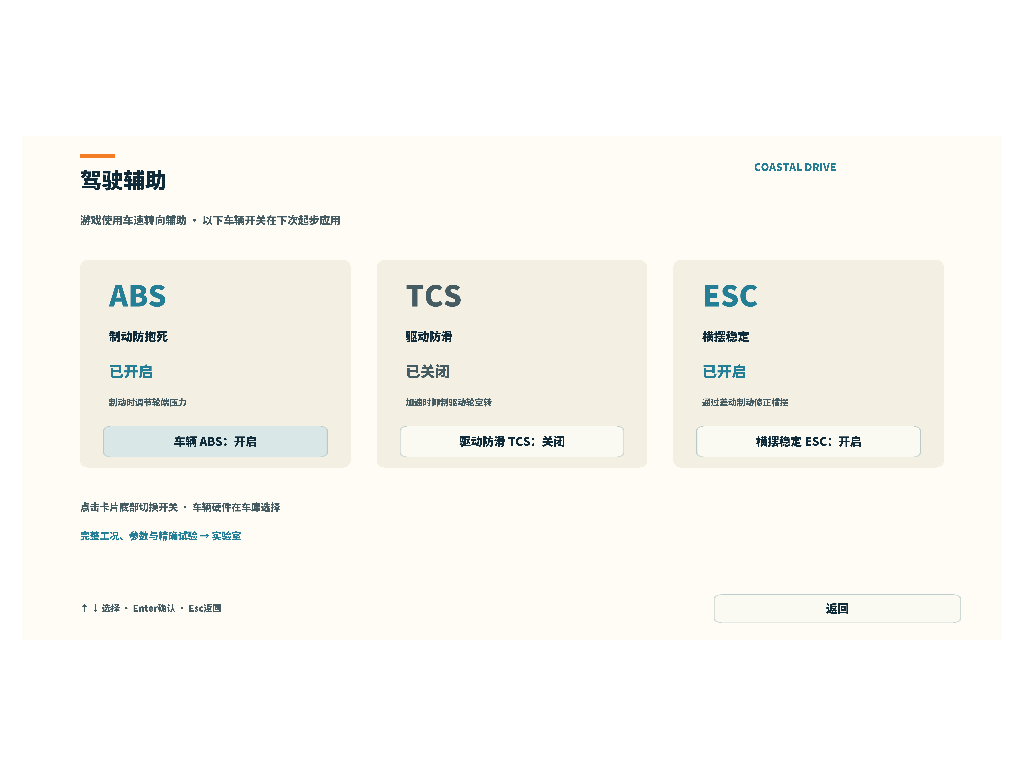 驾驶辅助
COASTAL DRIVE
游戏使用车速转向辅助 · 以下车辆开关在下次起步应用
ABS
制动防抱死
已开启
制动时调节轮端压力
车辆 ABS：开启
TCS
驱动防滑
已关闭
加速时抑制驱动轮空转
驱动防滑 TCS：关闭
ESC
横摆稳定
已开启
通过差动制动修正横摆
横摆稳定 ESC：开启
点击卡片底部切换开关 · 车辆硬件在车库选择
完整工况、参数与精确试验 → 实验室
↑ ↓ 选择 · Enter确认 · Esc返回
返回